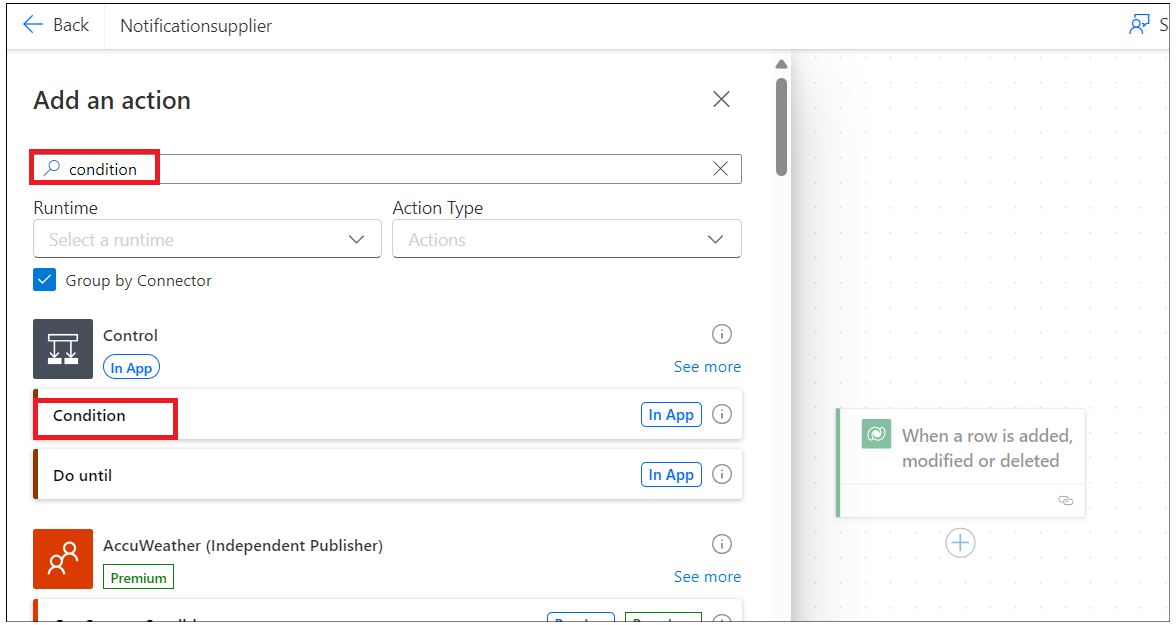 Back
Notificationsupplier
S
Add an action
condition
Runtime
Action Type
Select a runtime
Actions
Group by Connector
Control
In App
See more
Condition
In App
Do until
In App
AccuWeather (Independent Publisher)
Premium
See more
When a row is added,
modified or deleted